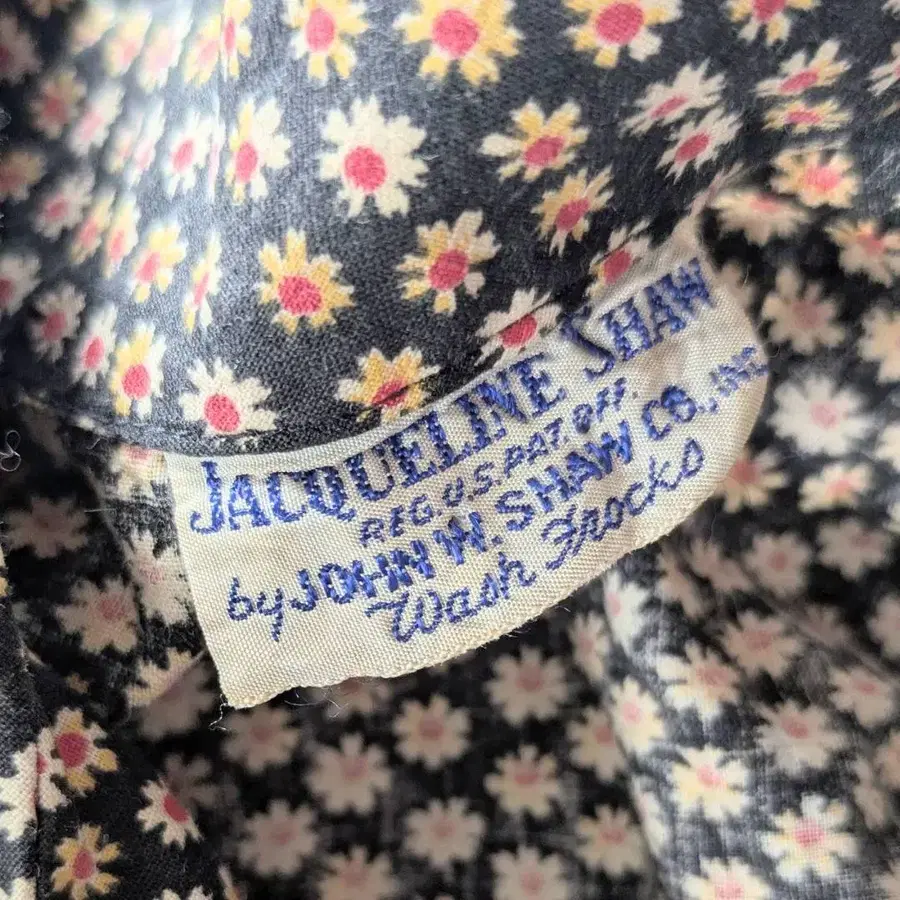 JACQUELINE SHAW
REG. U.S. PAT. OFF.
by JOHN W. SHAW CO., INC
Wash Frocks